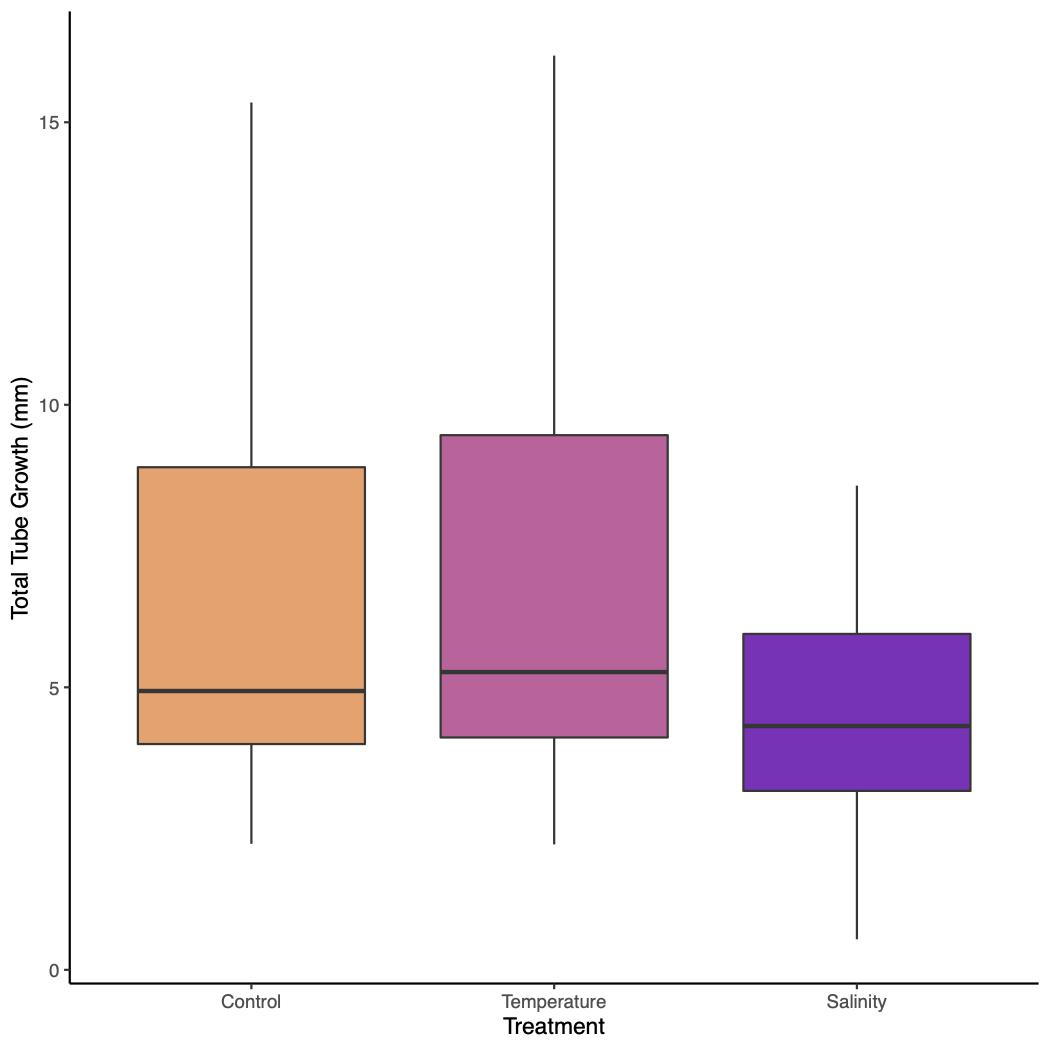 Total Tube Growth (mm)
15
10
5
0
Control
Temperature
Salinity
Treatment